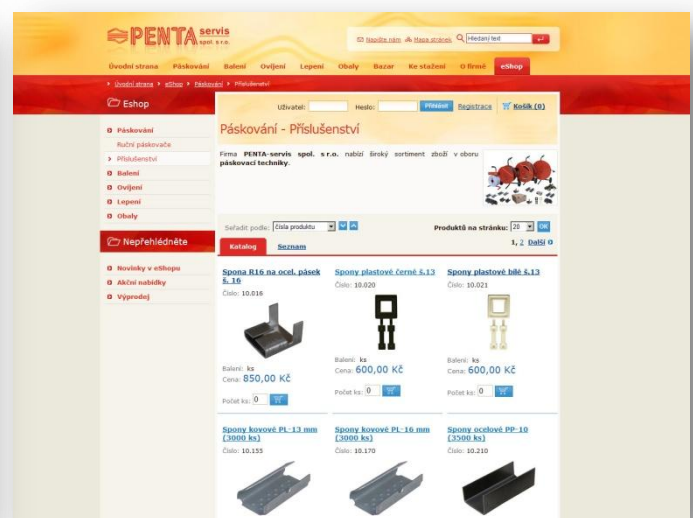 PENTA servis
spol. s r.o.
Napište nám Mapa stránek Hledaný text
Úvodní strana Páskování Balení Ovíjení Lepení Obaly Bazar Ke stažení O firmě eShop
Úvodní strana eShop Páskování Příslušenství
Eshop
Uživatel: Heslo: Přihlásit Registrace Košík (0)
Páskování
Ruční páskovače
Příslušenství
Balení
Ovíjení
Lepení
Obaly
Nepřehlédněte
Novinky v eShopu
Akční nabídky
Výprodej
Páskování - Příslušenství
Firma PENTA-servis spol. s r.o. nabízí široký sortiment zboží v oboru
páskovací techniky.
Seřadit podle: čísla produktu Produktů na stránku: 20 OK
Katalog Seznam 1, 2 Další
Spona R16 na ocel. pásek
š. 16
Číslo: 10.016
Balení: ks
Cena: 850,00 Kč
Počet ks: 0
Spony plastové černé š.13
Číslo: 10.020
Balení: ks
Cena: 600,00 Kč
Počet ks: 0
Spony plastové bílé š.13
Číslo: 10.021
Balení: ks
Cena: 600,00 Kč
Počet ks: 0
Spony kovové PL-13 mm
(3000 ks)
Číslo: 10.155
Spony kovové PL-16 mm
(3000 ks)
Číslo: 10.170
Spony ocelové PP-10
(3500 ks)
Číslo: 10.210